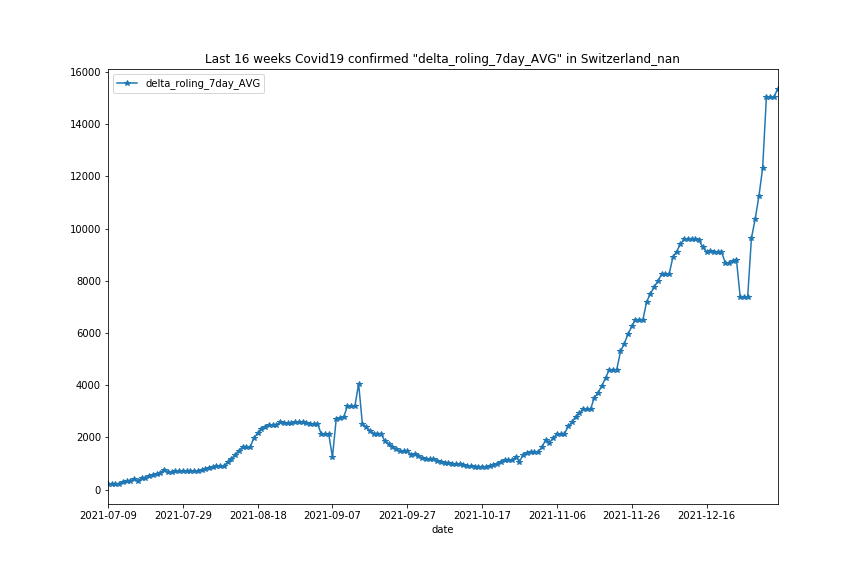 Last 16 weeks Covid19 confirmed "delta_roling_7day_AVG" in Switzerland_nan
delta_roling_7day_AVG
16000
14000
12000
10000
8000
6000
4000
2000
0
2021-07-09 2021-07-29 2021-08-18 2021-09-07 2021-09-27 2021-10-17 2021-11-06 2021-11-26 2021-12-16
date